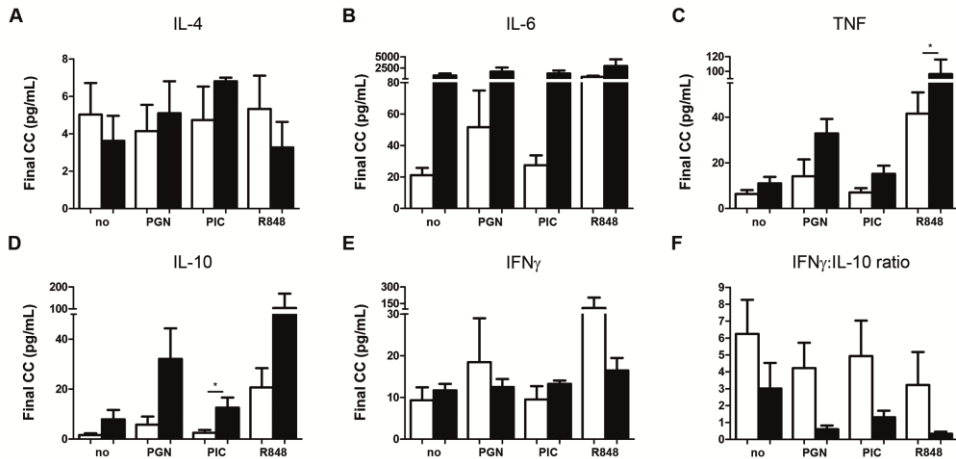 A
IL-4
Final CC (pg/mL)
8
6
4
2
0
no PGN PIC R848
B
IL-6
Final CC (pg/mL)
5000
2500
80
60
40
20
0
no PGN PIC R848
C
TNF
Final CC (pg/mL)
120
100
40
20
0
*
no PGN PIC R848
D
IL-10
Final CC (pg/mL)
200
100
40
20
0
*
no PGN PIC R848
E
IFNγ
Final CC (pg/mL)
300
150
30
20
10
0
no PGN PIC R848
F
IFNγ:IL-10 ratio
9
8
7
6
5
4
3
2
1
0
no PGN PIC R848